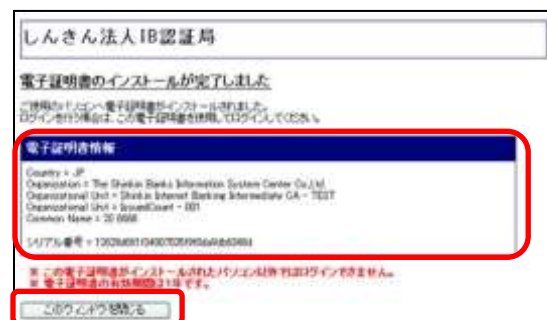 しんきん法人IB認証局
電子証明書のインストールが完了しました
ご使用のパソコンへ電子証明書がインストールされました。
ログインを行う場合は、この電子証明書を使用してログインしてください。
電子証明書情報
Country = JP
Organization = The Shinkin Banks Information System Center Co.,Ltd.
Organizational Unit = Shinkin Internet Banking Intermediate CA - TEST
Organizational Unit = IssuedCount - 001
Common Name =
シリアル番号 =
※ この電子証明書がインストールされたパソコン以外ではログインできません。
※ 電子証明書の有効期間は1年です。
このウィンドウを閉じる